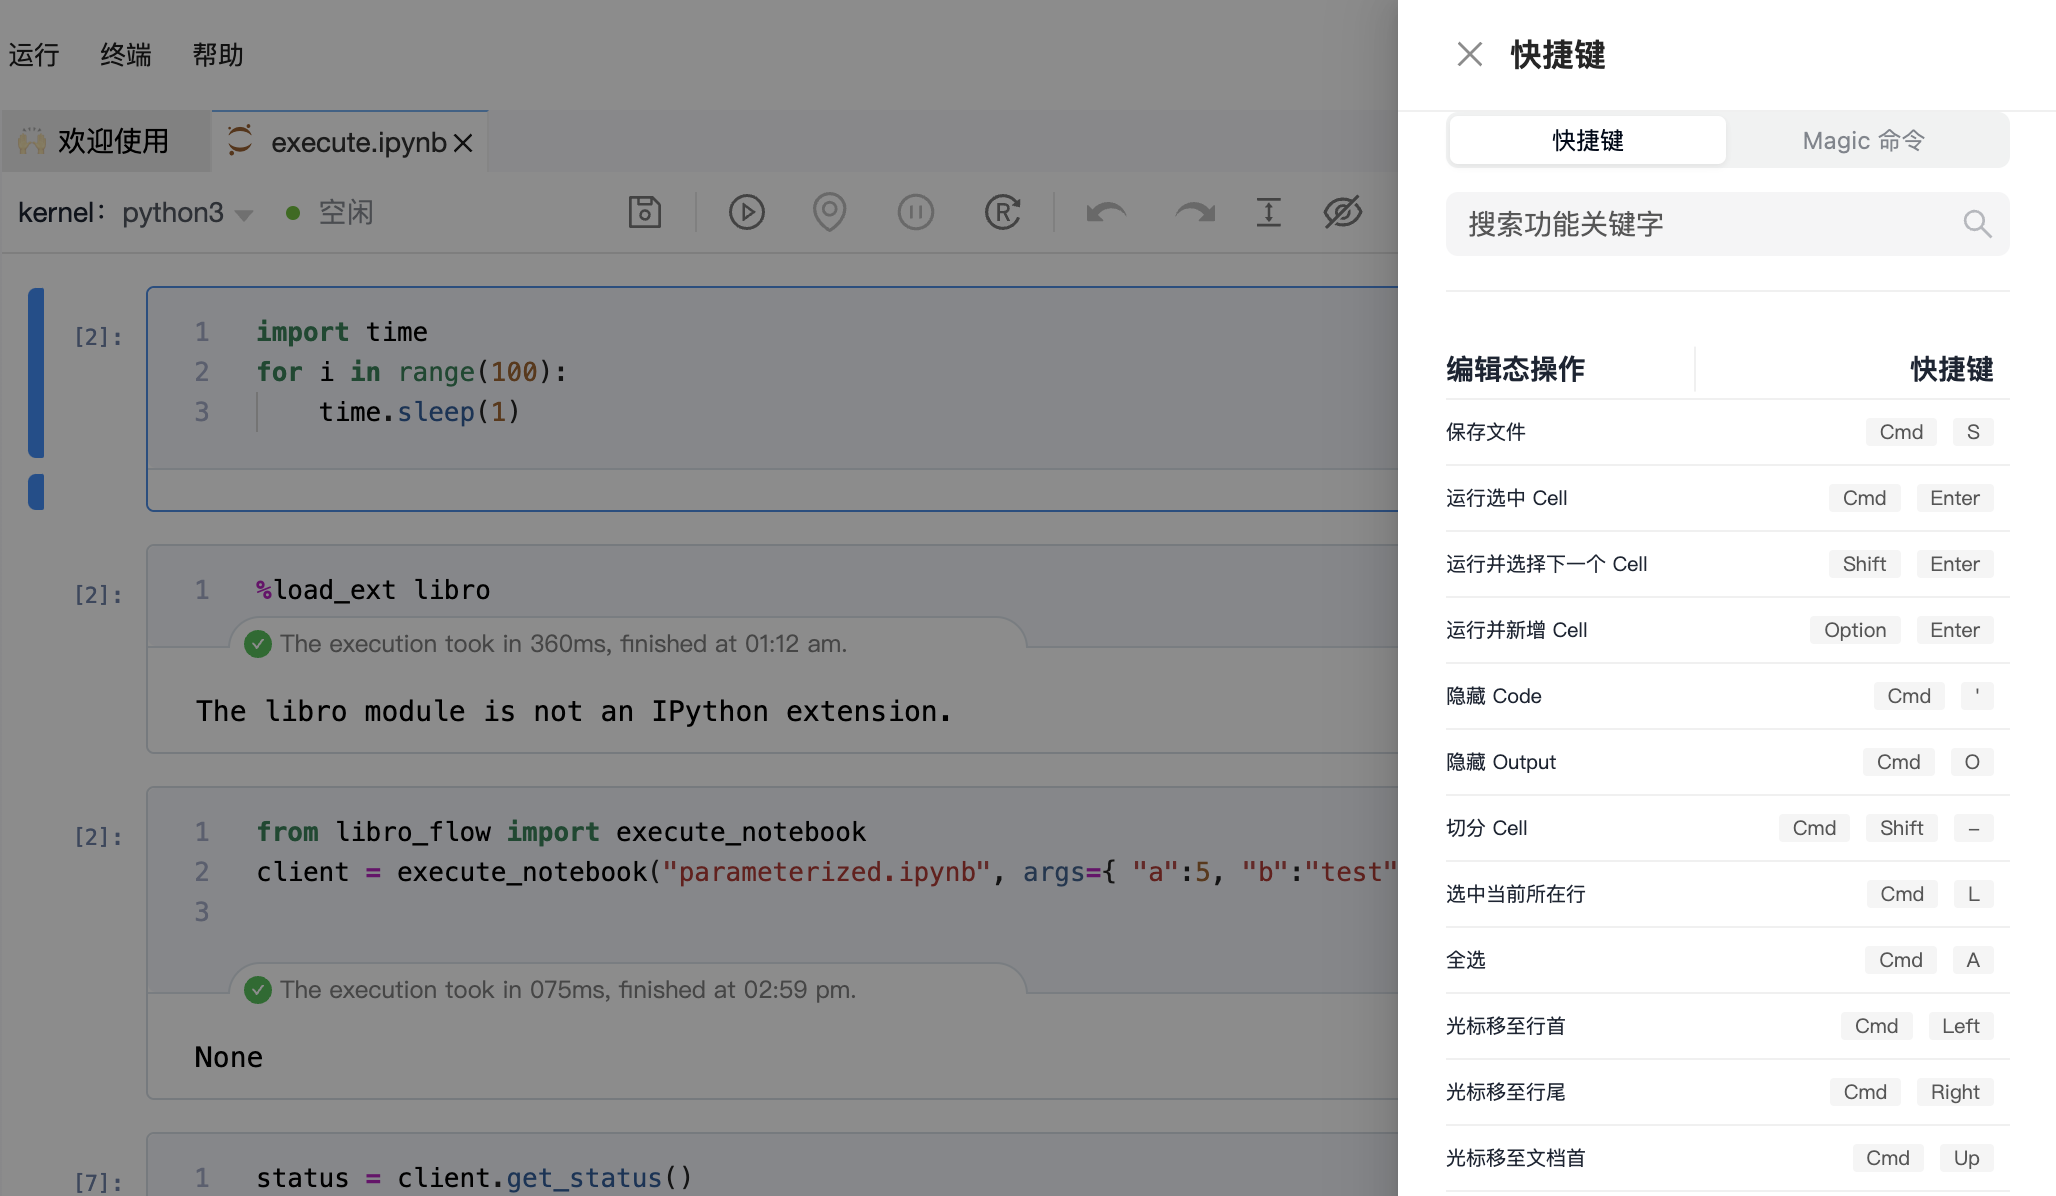 运行 终端 帮助
欢迎使用 execute.ipynb
kernel： python3 空闲
[2]:
1 import time
2 for i in range(100):
3 time.sleep(1)
[2]:
1 %load_ext libro
The execution took in 360ms, finished at 01:12 am.
The libro module is not an IPython extension.
[2]:
1 from libro_flow import execute_notebook
2 client = execute_notebook("parameterized.ipynb", args={ "a":5, "b":"test"
3
The execution took in 075ms, finished at 02:59 pm.
None
[7]:
1 status = client.get_status()
快捷键
快捷键 Magic 命令
搜索功能关键字
编辑态操作 快捷键
保存文件 Cmd S
运行选中 Cell Cmd Enter
运行并选择下一个 Cell Shift Enter
运行并新增 Cell Option Enter
隐藏 Code Cmd '
隐藏 Output Cmd O
切分 Cell Cmd Shift –
选中当前所在行 Cmd L
全选 Cmd A
光标移至行首 Cmd Left
光标移至行尾 Cmd Right
光标移至文档首 Cmd Up